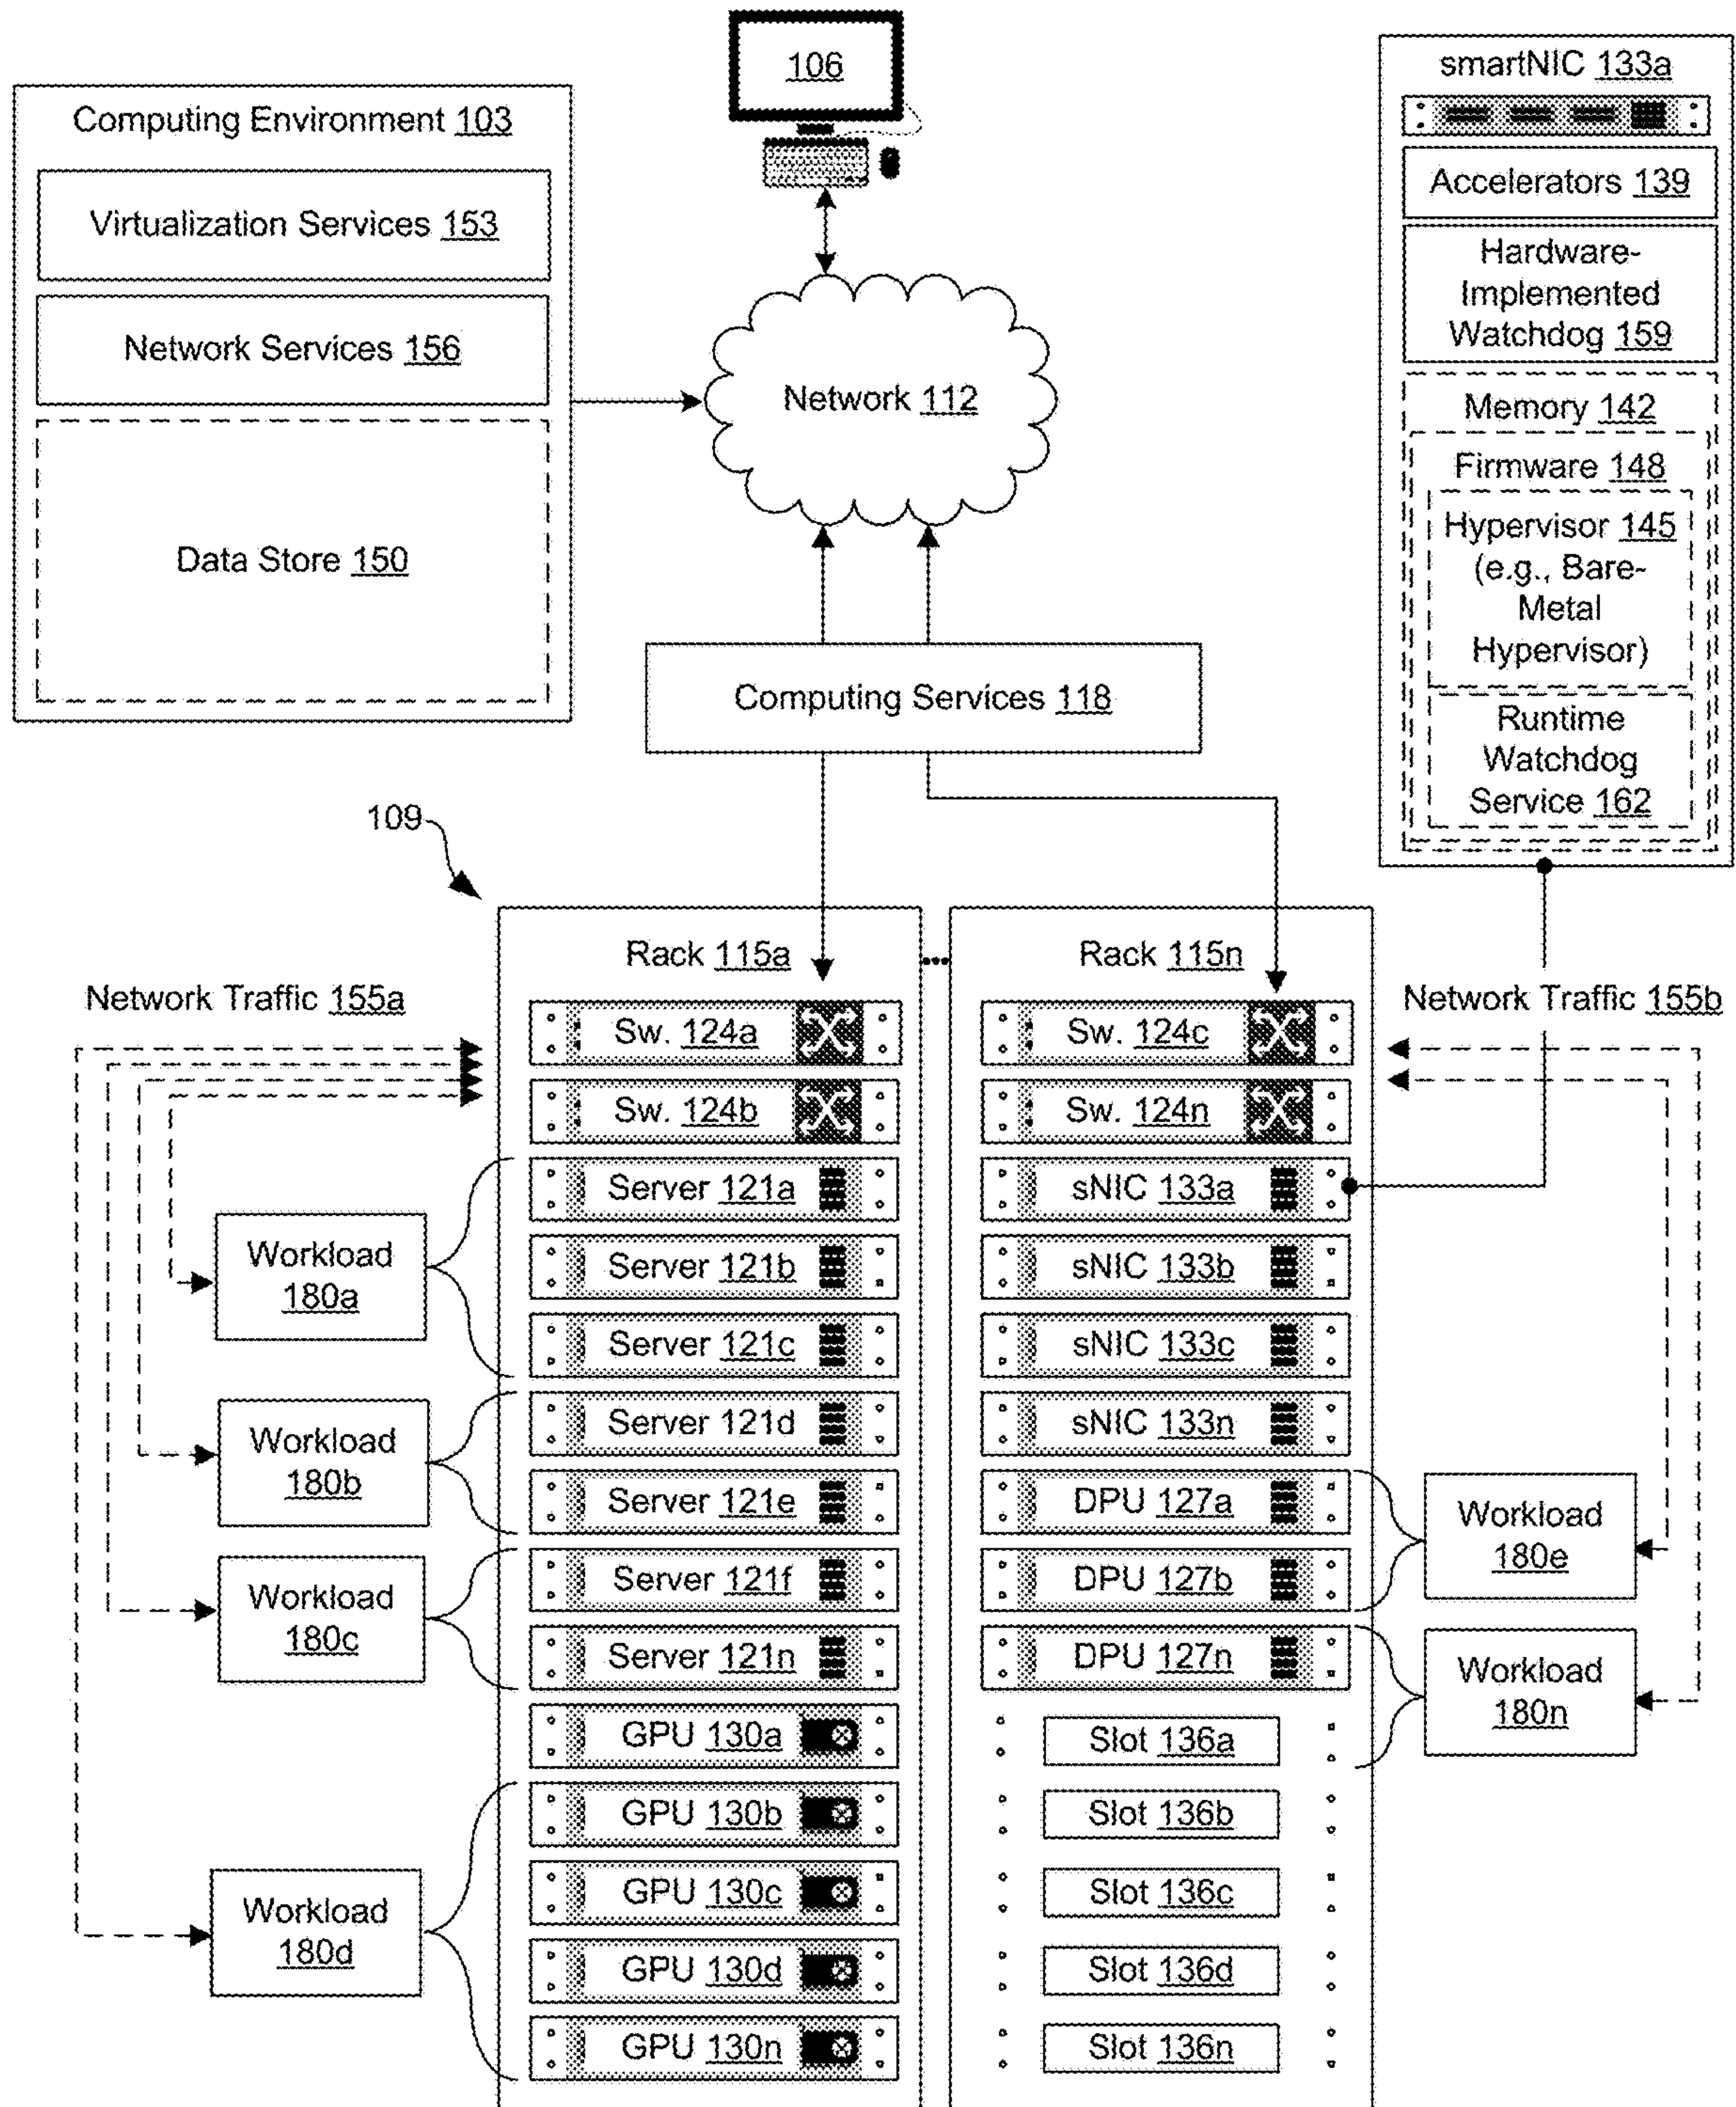 106
Computing Environment 103
Virtualization Services 153
Network Services 156
Data Store 150
Network 112
Computing Services 118
smartNIC 133a
Accelerators 139
Hardware-
Implemented
Watchdog 159
Memory 142
Firmware 148
Hypervisor 145
(e.g., Bare-
Metal
Hypervisor)
Runtime
Watchdog
Service 162
109
Network Traffic 155a
Rack 115a
Sw. 124a
Sw. 124b
Server 121a
Server 121b
Server 121c
Server 121d
Server 121e
Server 121f
Server 121n
GPU 130a
GPU 130b
GPU 130c
GPU 130d
GPU 130n
Workload
180a
Workload
180b
Workload
180c
Workload
180d
Rack 115n
Sw. 124c
Sw. 124n
sNIC 133a
sNIC 133b
sNIC 133c
sNIC 133n
DPU 127a
DPU 127b
DPU 127n
Slot 136a
Slot 136b
Slot 136c
Slot 136d
Slot 136n
Network Traffic 155b
Workload
180e
Workload
180n